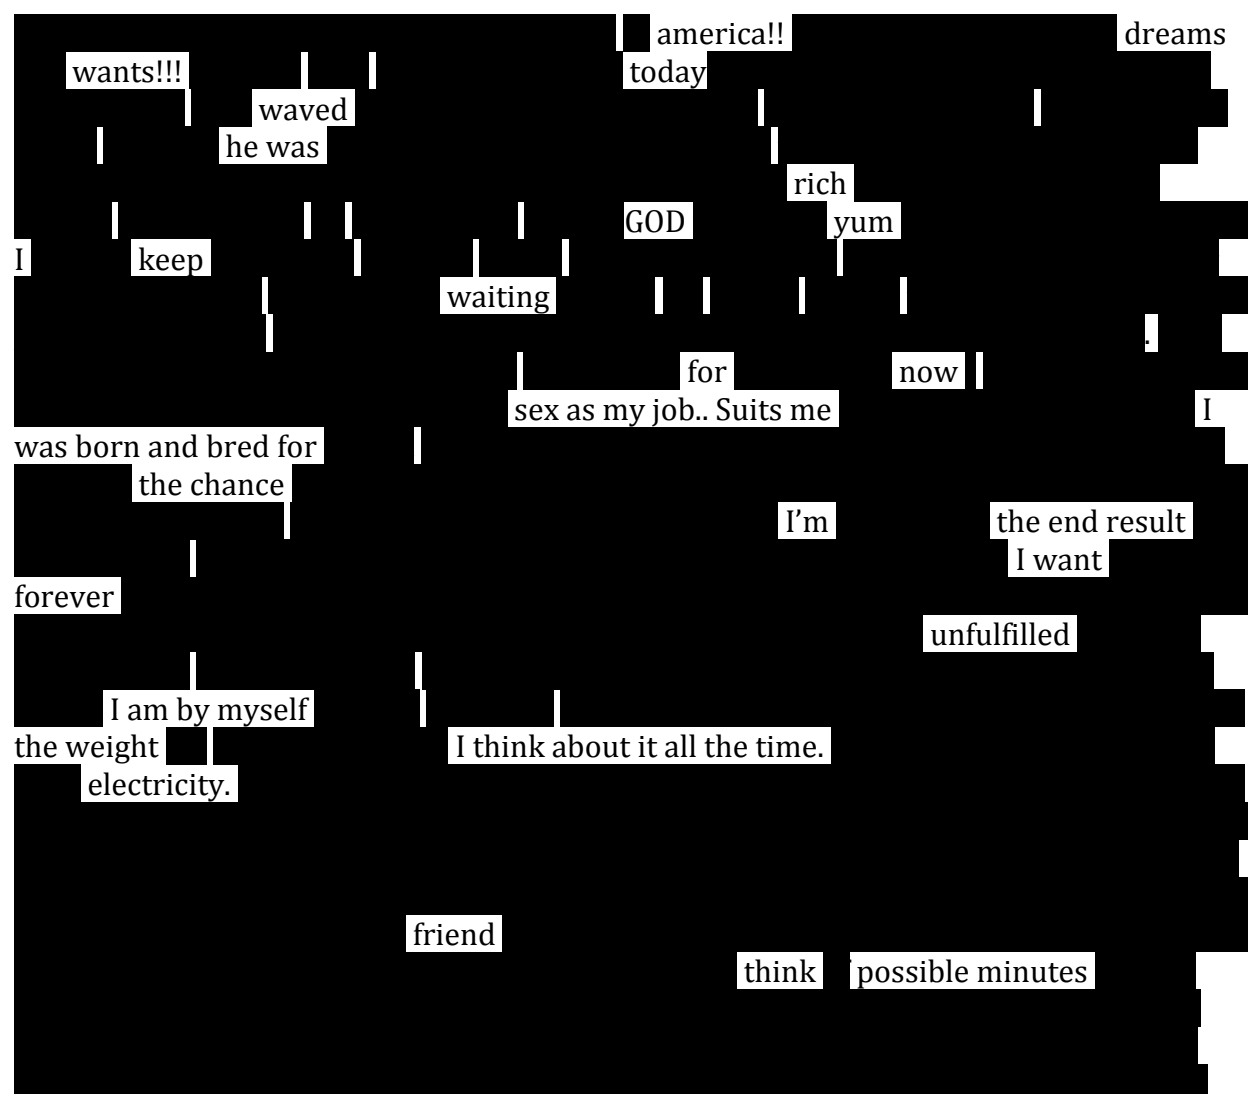 america!! dreams
wants!!! today
waved
he was
rich
GOD yum
I keep
waiting
.
for now
sex as my job.. Suits me I
was born and bred for
the chance
I’m the end result
I want
forever
unfulfilled
I am by myself
the weight I think about it all the time.
electricity.
friend
think possible minutes